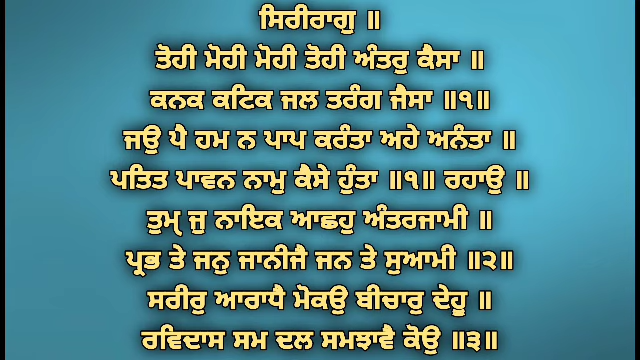 ਸਿਰੀਰਾਗੁ ॥
ਤੋਹੀ ਮੋਹੀ ਮੋਹੀ ਤੋਹੀ ਅੰਤਰੁ ਕੈਸਾ ॥
ਕਨਕ ਕਟਿਕ ਜਲ ਤਰੰਗ ਜੈਸਾ ॥੧॥
ਜਉ ਪੈ ਹਮ ਨ ਪਾਪ ਕਰੰਤਾ ਅਹੇ ਅਨੰਤਾ ॥
ਪਤਿਤ ਪਾਵਨ ਨਾਮੁ ਕੈਸੇ ਹੁੰਤਾ ॥੧॥ ਰਹਾਉ ॥
ਤੁਮ੍ ਜੁ ਨਾਇਕ ਆਛਹੁ ਅੰਤਰਜਾਮੀ ॥
ਪ੍ਰਭ ਤੇ ਜਨੁ ਜਾਨੀਜੈ ਜਨ ਤੇ ਸੁਆਮੀ ॥੨॥
ਸਰੀਰੁ ਆਰਾਧੈ ਮੋਕਉ ਬੀਚਾਰੁ ਦੇਹੂ ॥
ਰਵਿਦਾਸ ਸਮ ਦਲ ਸਮਝਾਵੈ ਕੋਊ ॥੩॥